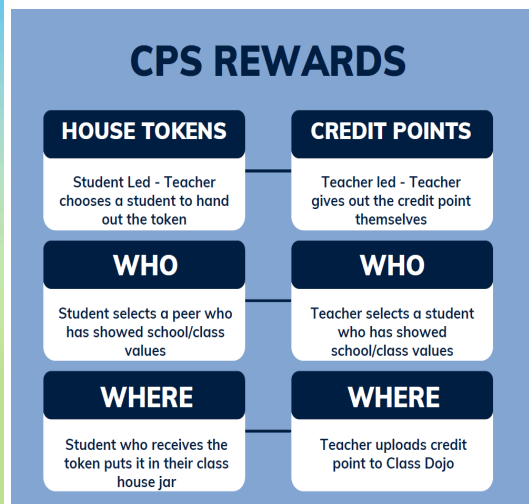 CPS REWARDS
HOUSE TOKENS
Student Led - Teacher
chooses a student to hand
out the token
CREDIT POINTS
Teacher led - Teacher
gives out the credit point
themselves
WHO
Student selects a peer who
has showed school/class
values
WHO
Teacher selects a student
who has showed
school/class values
WHERE
Student who receives the
token puts it in their class
house jar
WHERE
Teacher uploads credit
point to Class Dojo